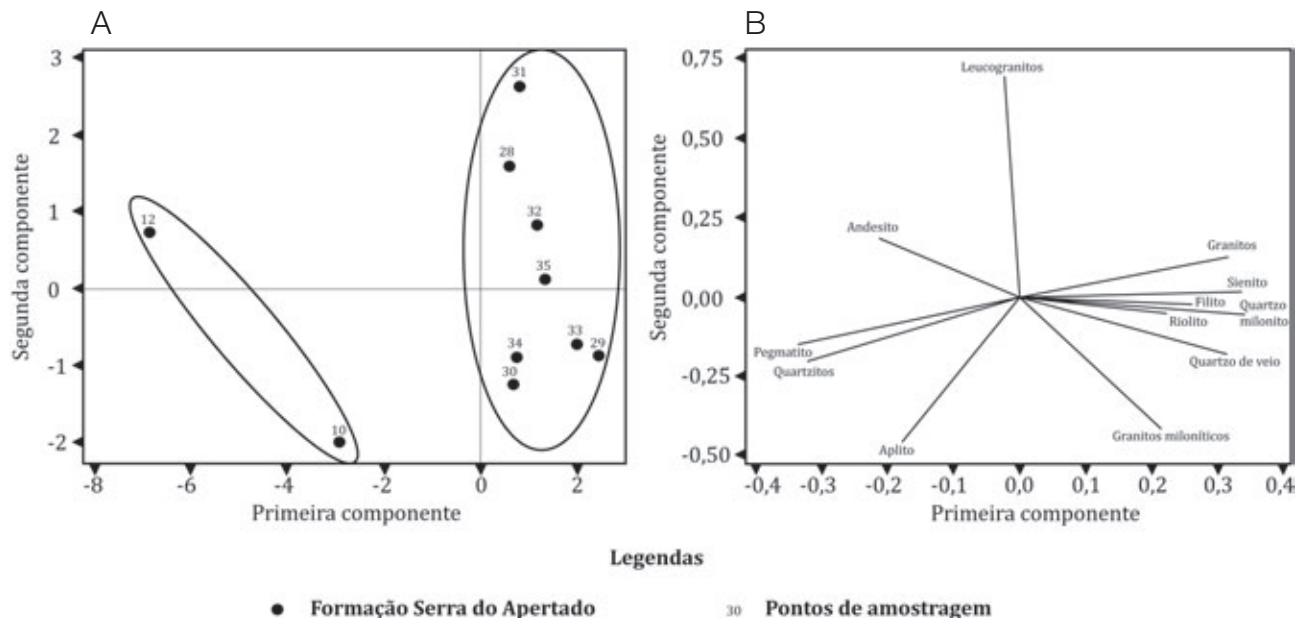 A
Segunda componente
3
2
1
0
-1
-2
-8
-6
-4
-2
0
2
Primeira componente
12
10
31
28
32
35
34
33
29
30
B
Segunda componente
0,75
0,50
0,25
0,00
-0,25
-0,50
-0,4
-0,3
-0,2
-0,1
0,0
0,1
0,2
0,3
0,4
Primeira componente
Leucogranitos
Andesito
Granitos
Sienito
Filito
Quartzo
milonito
Riolito
Pegmatito
Quartzitos
Quartzo de veio
Aplito
Granitos miloníticos
Legendas
Formação Serra do Apertado
30 Pontos de amostragem